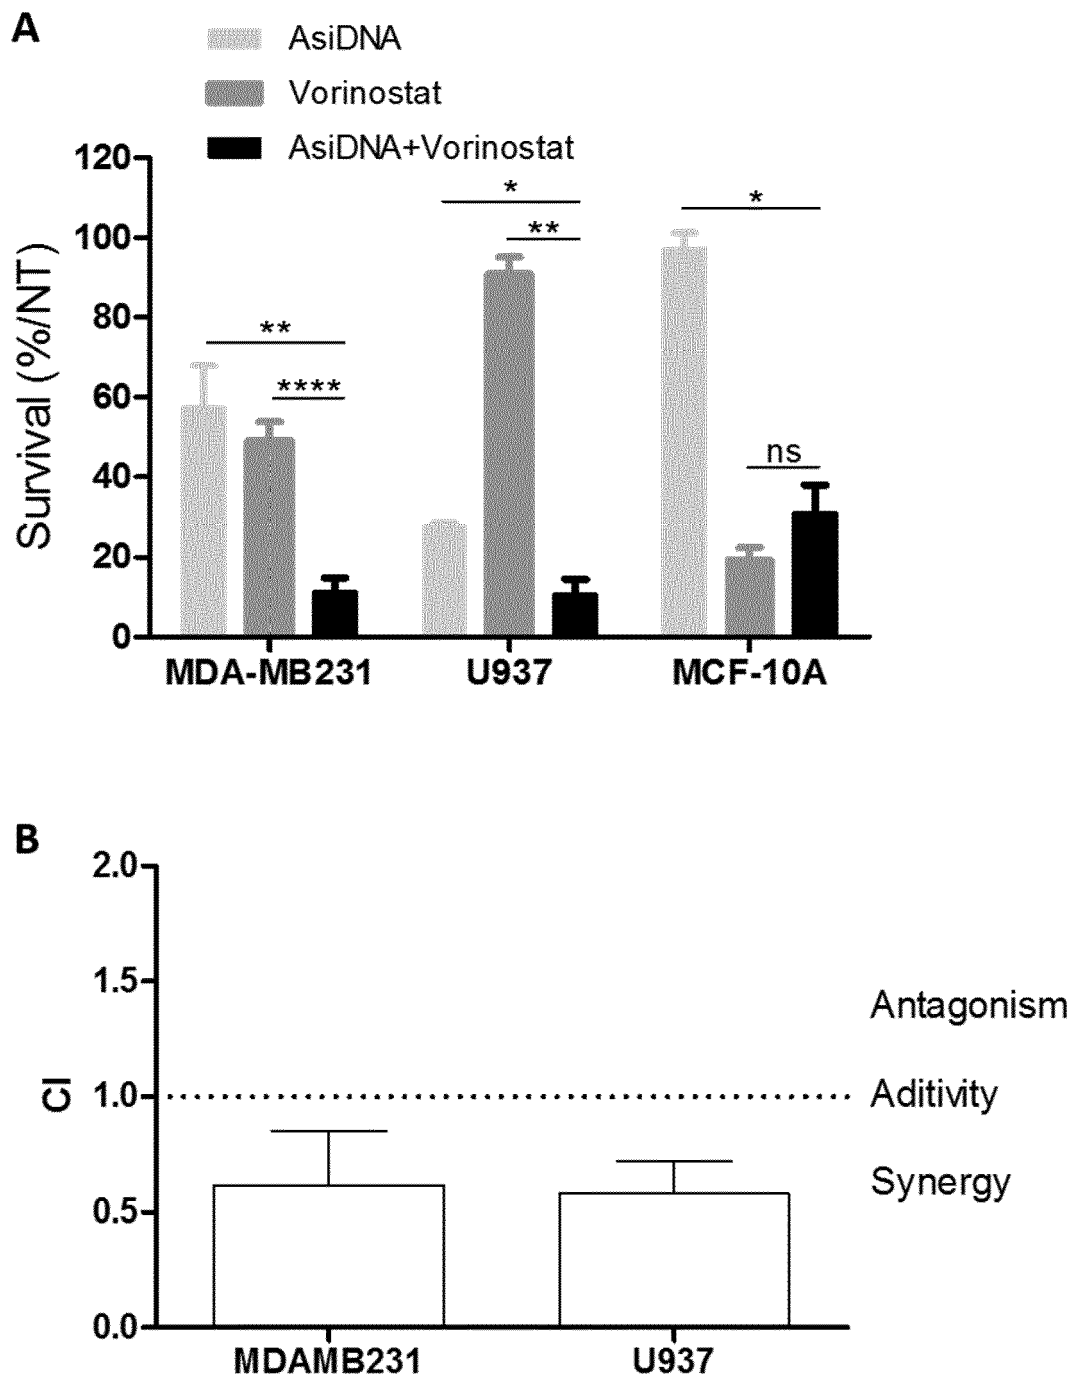 A
AsiDNA
Vorinostat
AsiDNA+Vorinostat
Survival (%/NT)
120
100
80
60
40
20
0
**
****
*
**
*
ns
MDA-MB231 U937 MCF-10A
B
CI
2.0
1.5
1.0
0.5
0.0
Antagonism
Aditivity
Synergy
MDAMB231 U937